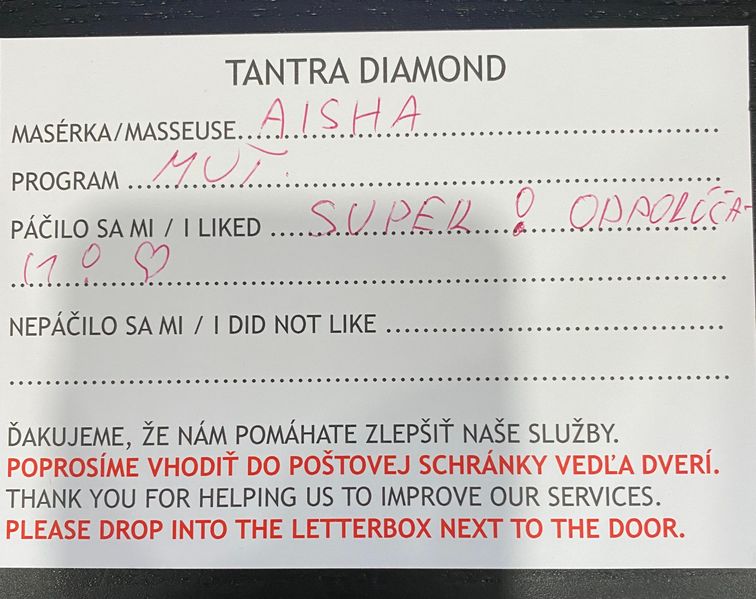 TANTRA DIAMOND
MASÉRKA/MASSEUSE....AISHA
PROGRAM ....MUŤ.
PÁČILO SA MI / I LIKED ....SUPER! ODPORÚČA-
M! ♡
NEPÁČILO SA MI / I DID NOT LIKE ....
ĎAKUJEME, ŽE NÁM POMÁHATE ZLEPŠIŤ NAŠE SLUŽBY.
POPROSÍME VHODIŤ DO POŠTOVEJ SCHRÁNKY VEDĽA DVERÍ.
THANK YOU FOR HELPING US TO IMPROVE OUR SERVICES.
PLEASE DROP INTO THE LETTERBOX NEXT TO THE DOOR.